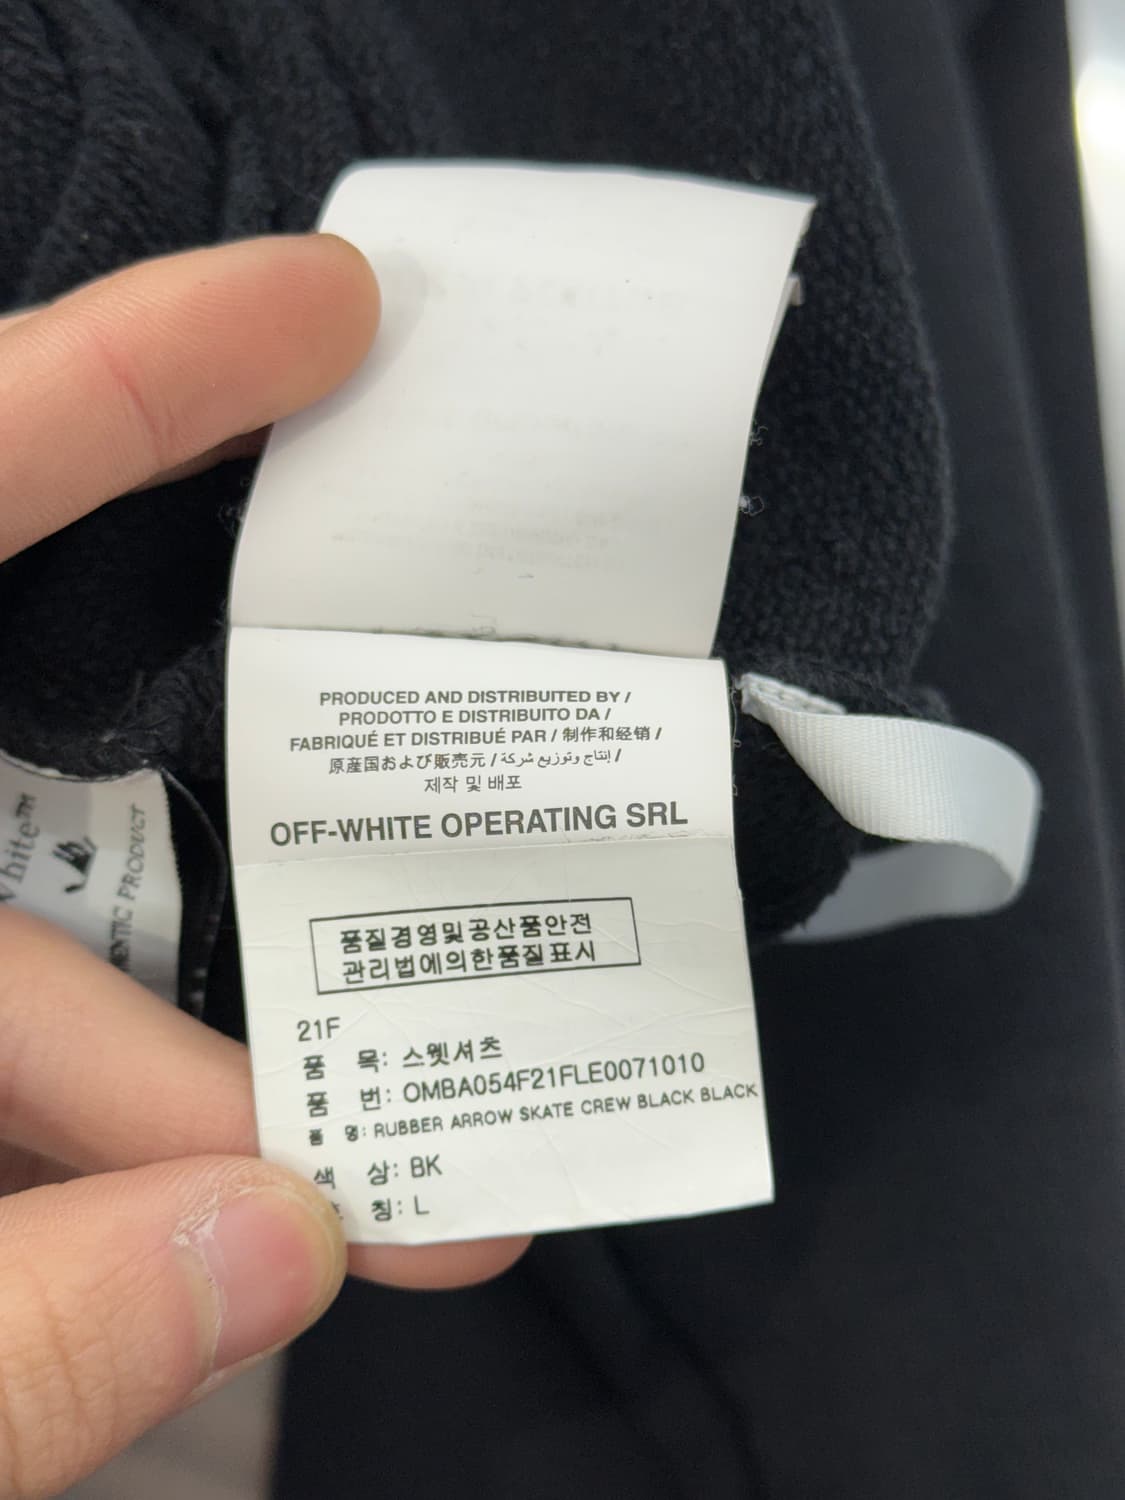 PRODUCED AND DISTRIBUITED BY /
PRODOTTO E DISTRIBUITO DA /
FABRIQUÉ ET DISTRIBUÉ PAR / 制作和经销 /
原産国および販売元 / إنتاج وتوزيع شركة /
제작 및 배포
OFF-WHITE OPERATING SRL
품질경영및공산품안전
관리법에의한품질표시
21F
품 목: 스웻셔츠
품 번: OMBA054F21FLE0071010
품 명: RUBBER ARROW SKATE CREW BLACK BLACK
색 상: BK
칭: L
hite™
ENTIC PRODUCT